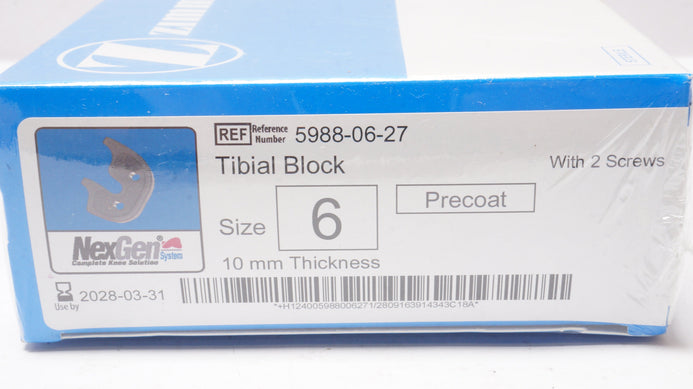 REF Reference Number 5988-06-27
Tibial Block
With 2 Screws
Size 6
Precoat
10 mm Thickness
NexGen System
Complete Knee Solution
Use by 2028-03-31
*+H124005988006271/2809163914343C18A*